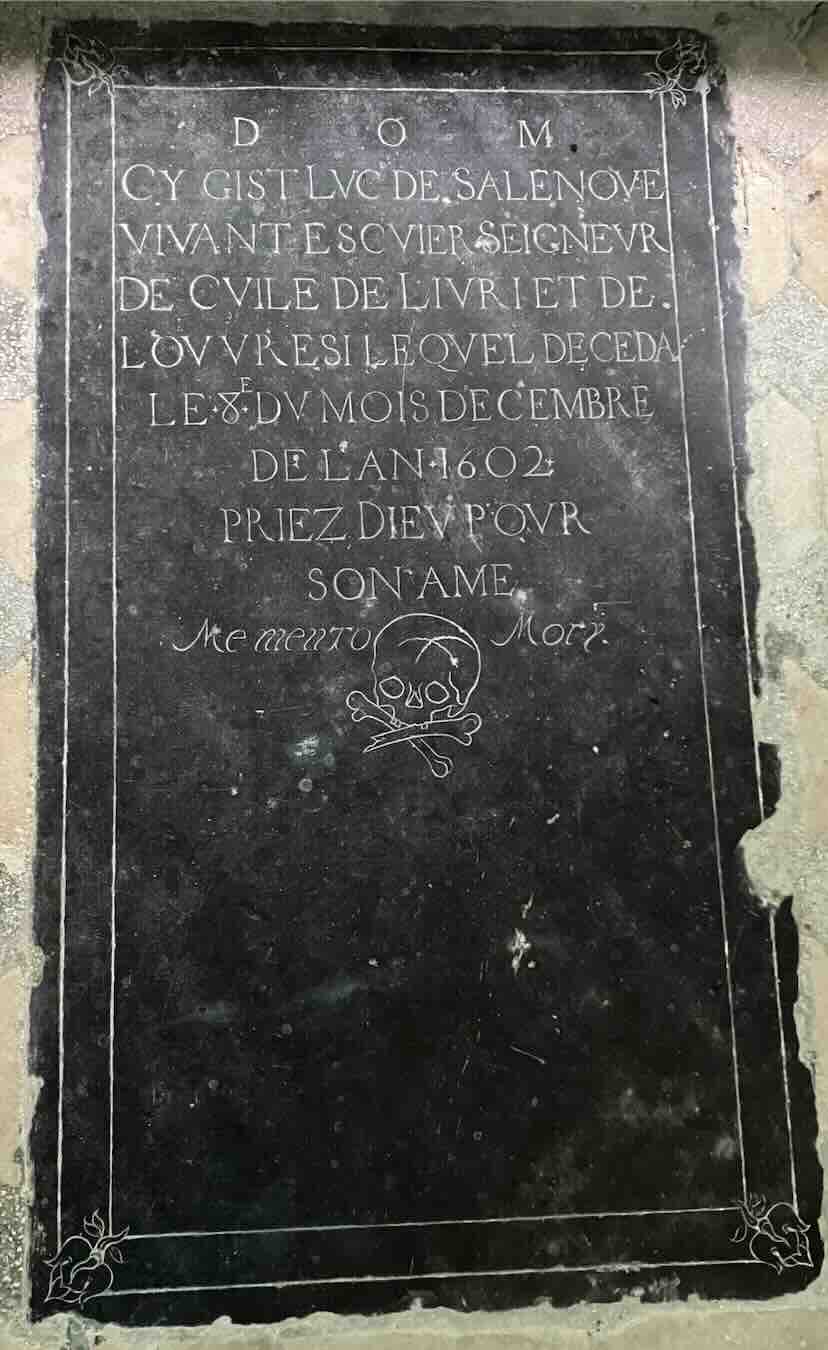 D O M
CY GIST LVC DE SALENOVE
VIVANT ESCVIER SEIGNEVR
DE CVILE DE LIVRI ET DE
LOVVRESI LEQVEL DECEDA
LE · 8E · DV MOIS DECEMBRE
DE L'AN · 1602 ·
PRIEZ DIEV POVR
SON AME
Memento Mory.